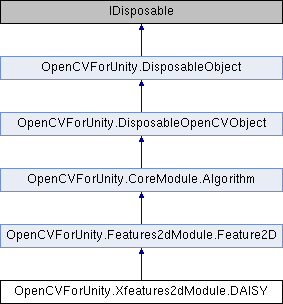 IDisposable
OpenCVForUnity.DisposableObject
OpenCVForUnity.DisposableOpenCVObject
OpenCVForUnity.CoreModule.Algorithm
OpenCVForUnity.Features2dModule.Feature2D
OpenCVForUnity.Xfeatures2dModule.DAISY